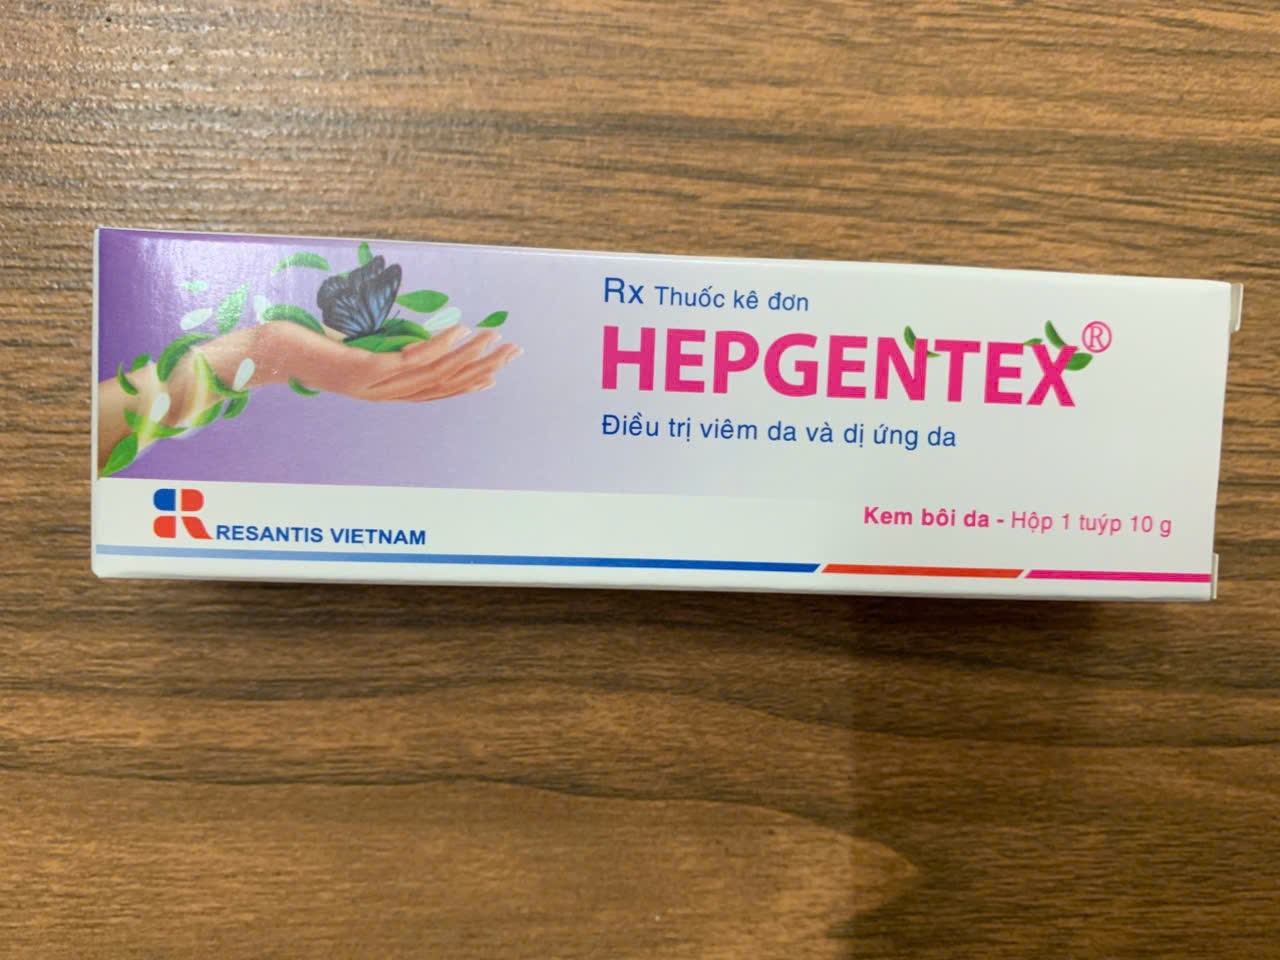 Rx Thuốc kê đơn
HEPGENTEX®
Điều trị viêm da và dị ứng da
Kem bôi da - Hộp 1 tuýp 10 g
RESANTIS VIETNAM